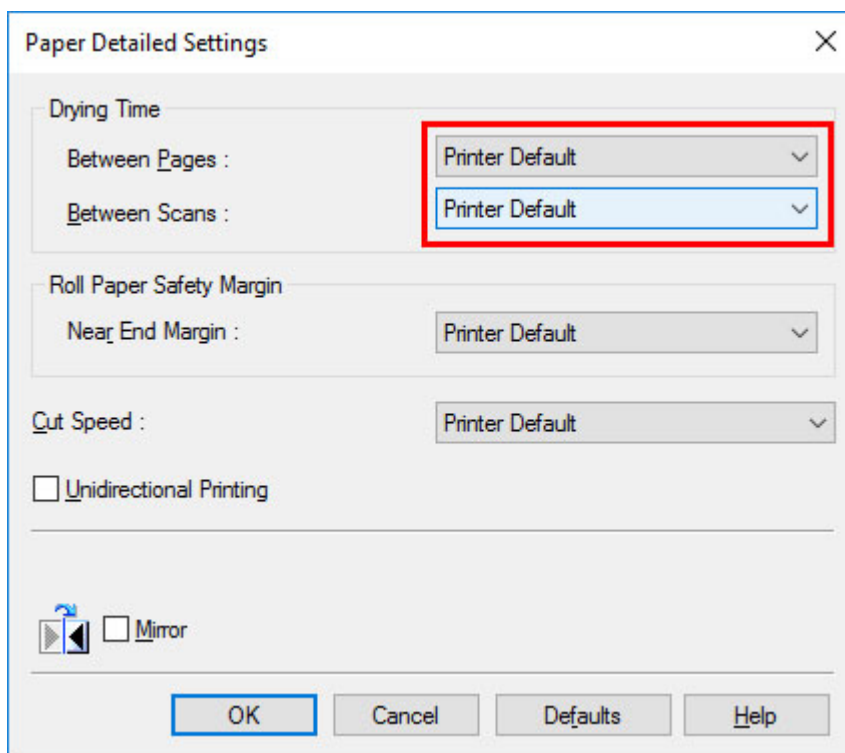 Paper Detailed Settings
Drying Time
Between Pages : Printer Default
Between Scans : Printer Default
Roll Paper Safety Margin
Near End Margin : Printer Default
Cut Speed : Printer Default
Unidirectional Printing
Mirror
OK Cancel Defaults Help